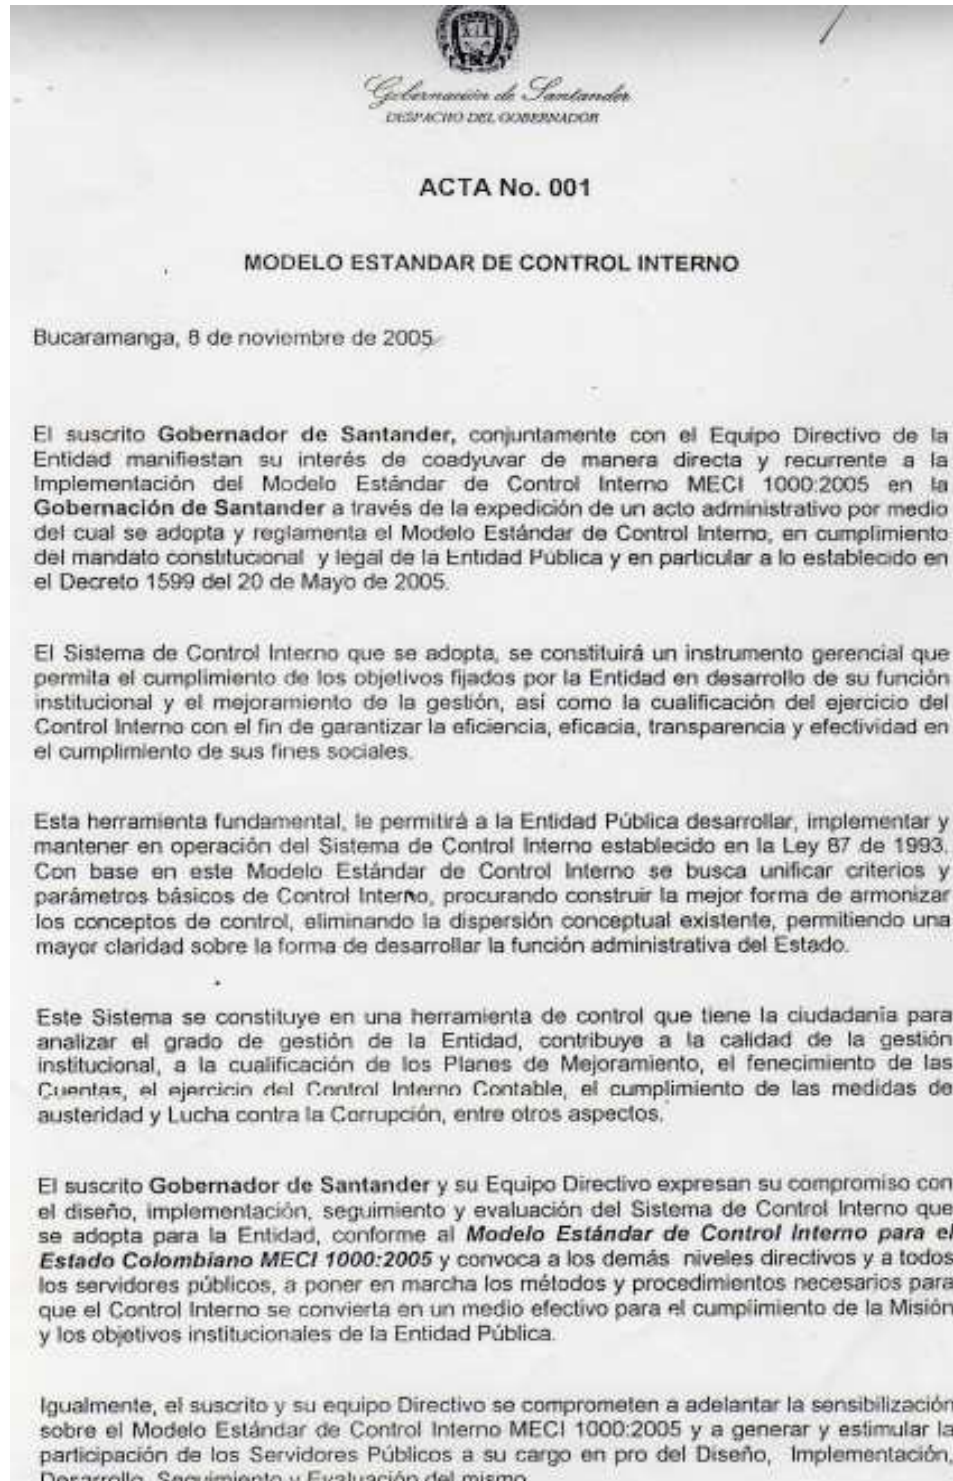 Gobernación de Santander
DESPACHO DEL GOBERNADOR
ACTA No. 001
MODELO ESTANDAR DE CONTROL INTERNO
Bucaramanga, 8 de noviembre de 2005
El suscrito Gobernador de Santander, conjuntamente con el Equipo Directivo de la
Entidad manifiestan su interés de coadyuvar de manera directa y recurrente a la
Implementación del Modelo Estándar de Control Interno MECI 1000:2005 en la
Gobernación de Santander a través de la expedición de un acto administrativo por medio
del cual se adopta y reglamenta el Modelo Estándar de Control Interno, en cumplimiento
del mandato constitucional y legal de la Entidad Pública y en particular a lo establecido en
el Decreto 1599 del 20 de Mayo de 2005.
El Sistema de Control Interno que se adopta, se constituirá un instrumento gerencial que
permita el cumplimiento de los objetivos fijados por la Entidad en desarrollo de su función
institucional y el mejoramiento de la gestión, así como la cualificación del ejercicio del
Control Interno con el fin de garantizar la eficiencia, eficacia, transparencia y efectividad en
el cumplimiento de sus fines sociales.
Esta herramienta fundamental, le permitirá a la Entidad Pública desarrollar, implementar y
mantener en operación del Sistema de Control Interno establecido en la Ley 87 de 1993.
Con base en este Modelo Estándar de Control Interno se busca unificar criterios y
parámetros básicos de Control Interno, procurando construir la mejor forma de armonizar
los conceptos de control, eliminando la dispersión conceptual existente, permitiendo una
mayor claridad sobre la forma de desarrollar la función administrativa del Estado.
Este Sistema se constituye en una herramienta de control que tiene la ciudadanía para
analizar el grado de gestión de la Entidad, contribuye a la calidad de la gestión
institucional, a la cualificación de los Planes de Mejoramiento, el fenecimiento de las
Cuentas, el ejercicio del Control Interno Contable, el cumplimiento de las medidas de
austeridad y Lucha contra la Corrupción, entre otros aspectos.
El suscrito Gobernador de Santander y su Equipo Directivo expresan su compromiso con
el diseño, implementación, seguimiento y evaluación del Sistema de Control Interno que
se adopta para la Entidad, conforme al Modelo Estándar de Control Interno para el
Estado Colombiano MECI 1000:2005 y convoca a los demás niveles directivos y a todos
los servidores públicos, a poner en marcha los métodos y procedimientos necesarios para
que el Control Interno se convierta en un medio efectivo para el cumplimiento de la Misión
y los objetivos institucionales de la Entidad Pública.
Igualmente, el suscrito y su equipo Directivo se comprometen a adelantar la sensibilización
sobre el Modelo Estándar de Control Interno MECI 1000:2005 y a generar y estimular la
participación de los Servidores Públicos a su cargo en pro del Diseño, Implementación,
Desarrollo, Seguimiento y Evaluación del mismo